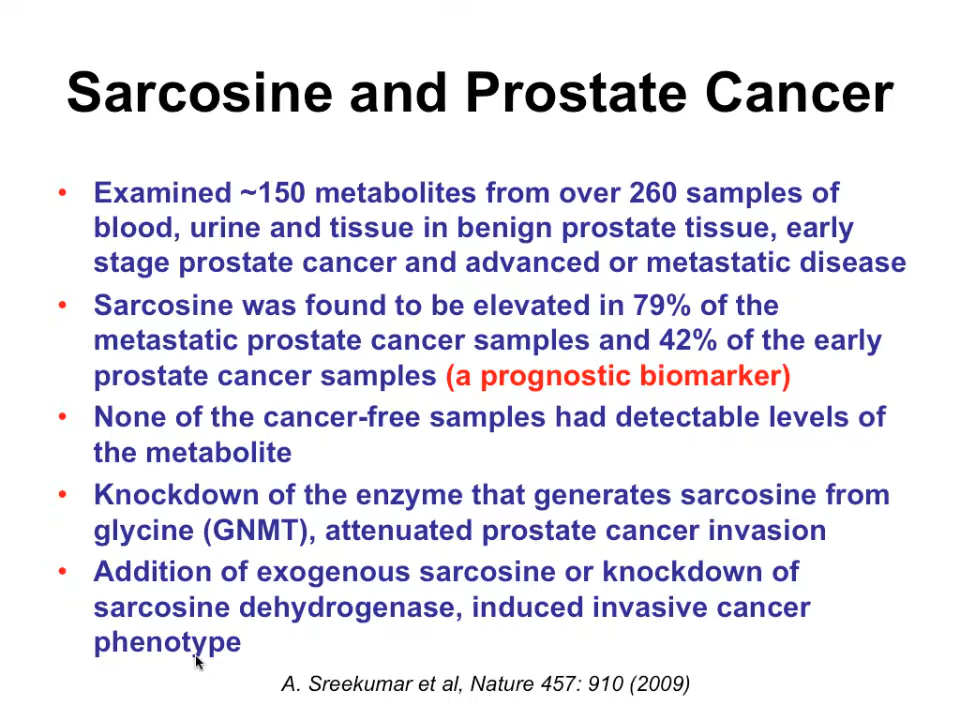 Sarcosine and Prostate Cancer
• Examined ~150 metabolites from over 260 samples of
blood, urine and tissue in benign prostate tissue, early
stage prostate cancer and advanced or metastatic disease
• Sarcosine was found to be elevated in 79% of the
metastatic prostate cancer samples and 42% of the early
prostate cancer samples (a prognostic biomarker)
• None of the cancer-free samples had detectable levels of
the metabolite
• Knockdown of the enzyme that generates sarcosine from
glycine (GNMT), attenuated prostate cancer invasion
• Addition of exogenous sarcosine or knockdown of
sarcosine dehydrogenase, induced invasive cancer
phenotype
A. Sreekumar et al, Nature 457: 910 (2009)